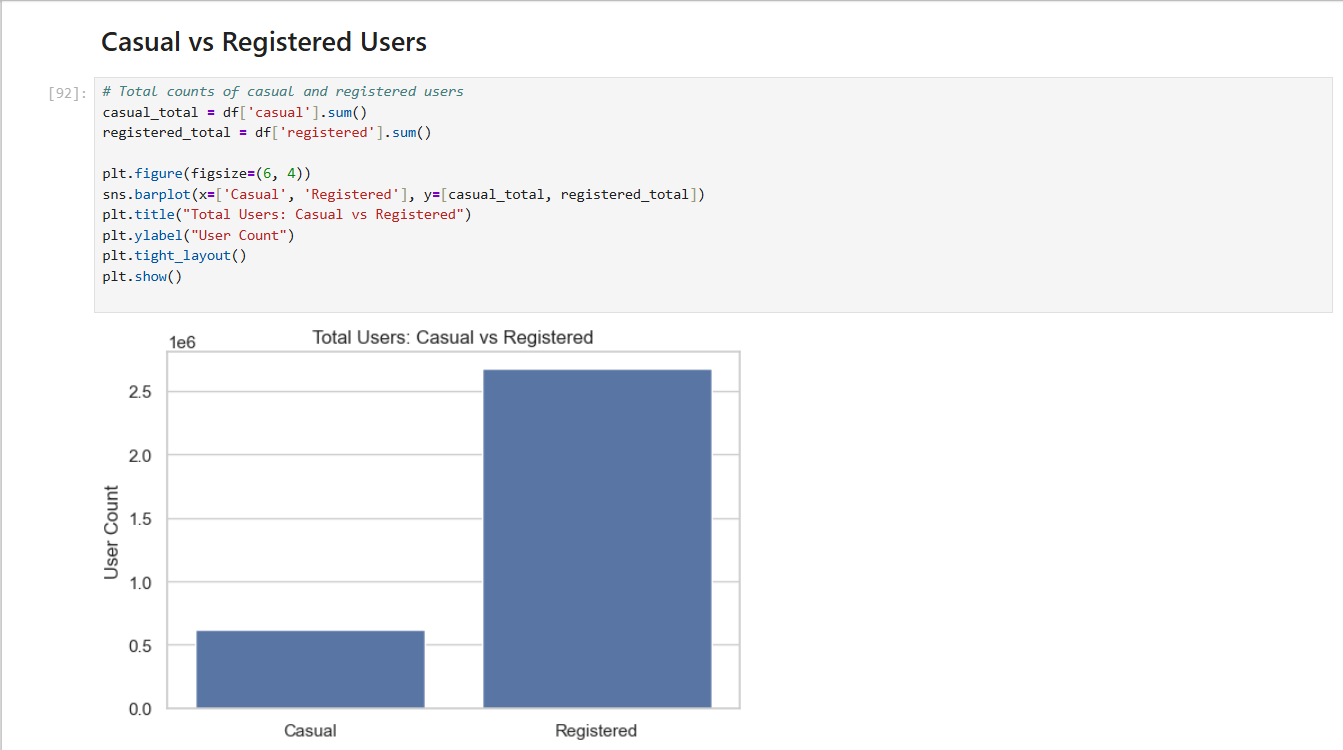 Casual vs Registered Users
[92]:
# Total counts of casual and registered users
casual_total = df['casual'].sum()
registered_total = df['registered'].sum()
plt.figure(figsize=(6, 4))
sns.barplot(x=['Casual', 'Registered'], y=[casual_total, registered_total])
plt.title("Total Users: Casual vs Registered")
plt.ylabel("User Count")
plt.tight_layout()
plt.show()
Total Users: Casual vs Registered
1e6
2.5
2.0
1.5
1.0
0.5
0.0
User Count
Casual
Registered